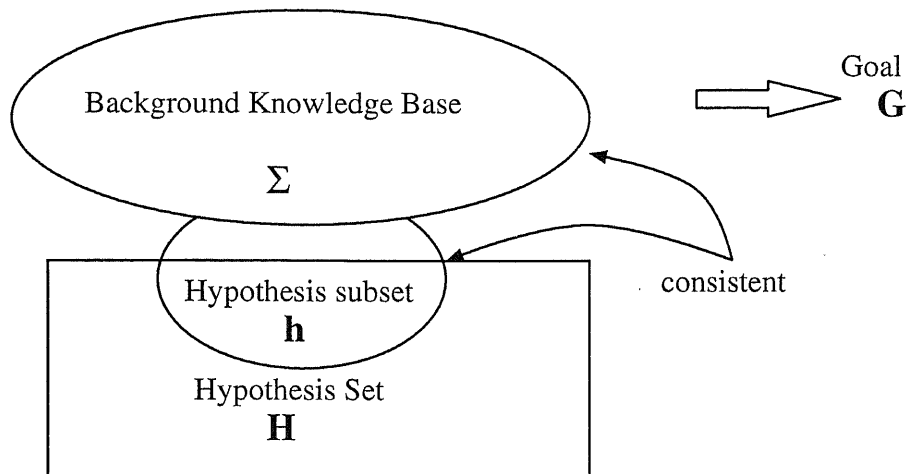 Goal
G
Background Knowledge Base
Σ
consistent
Hypothesis subset
h
Hypothesis Set
H